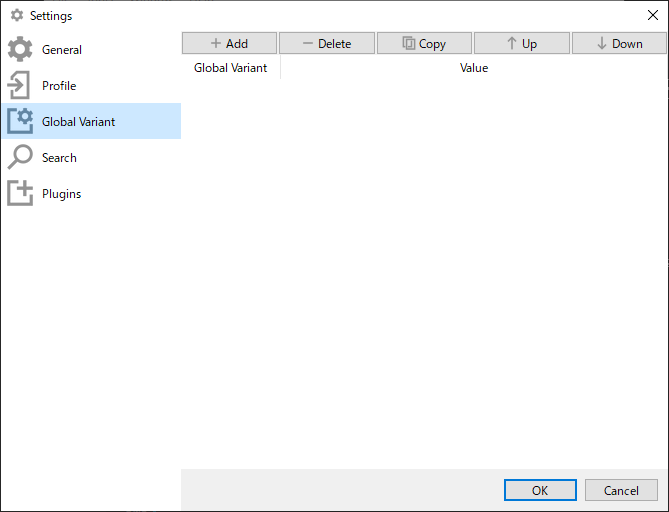 Settings
General
Profile
Global Variant
Search
Plugins
Add Delete Copy Up Down
Global Variant Value
OK Cancel